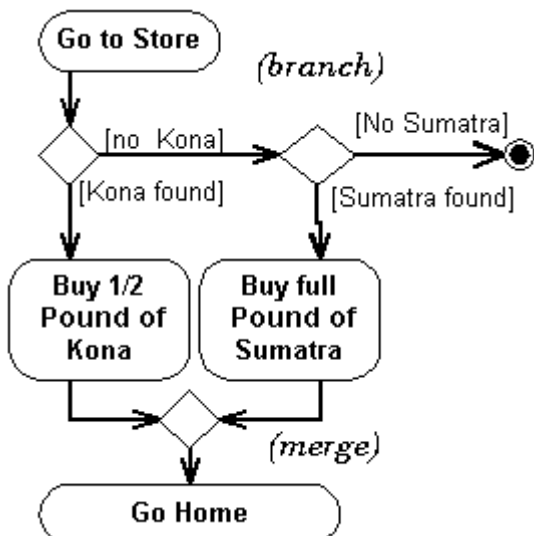 Go to Store
(branch)
[No Sumatra]
[no Kona]
[Kona found]
[Sumatra found]
Buy 1/2
Pound of
Kona
Buy full
Pound of
Sumatra
(merge)
Go Home